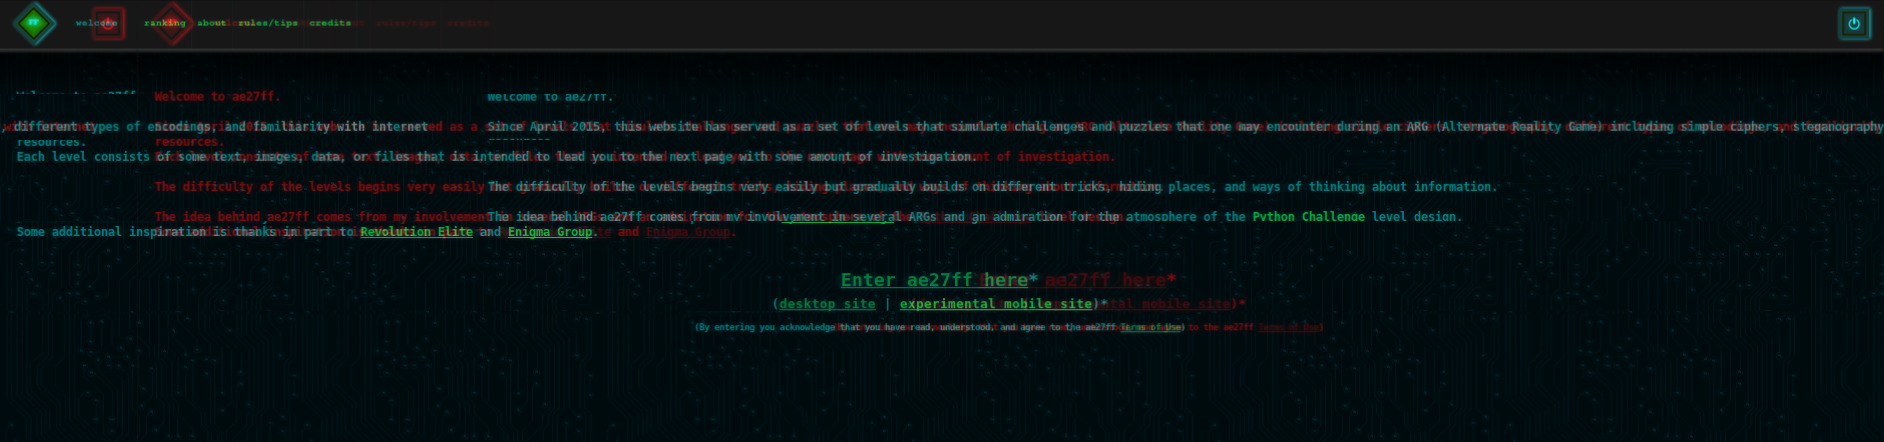 welcome ranking about rules/tips credits
Welcome to ae27ff.
Since April 2015, this website has served as a set of levels that simulate challenges and puzzles that one may encounter during an ARG (Alternate Reality Game) including simple ciphers, steganography
, different types of encodings, and familiarity with internet
resources.
Each level consists of some text, images, data, or files that is intended to lead you to the next page with some amount of investigation.
The difficulty of the levels begins very easily but gradually builds on different tricks, hiding places, and ways of thinking about information.
The idea behind ae27ff comes from my involvement in several ARGs and an admiration for the atmosphere of the Python Challenge level design.
Some additional inspiration is thanks in part to Revolution Elite and Enigma Group.
Enter ae27ff here*
(desktop site | experimental mobile site)*
(By entering you acknowledge that you have read, understood, and agree to the ae27ff Terms of Use)